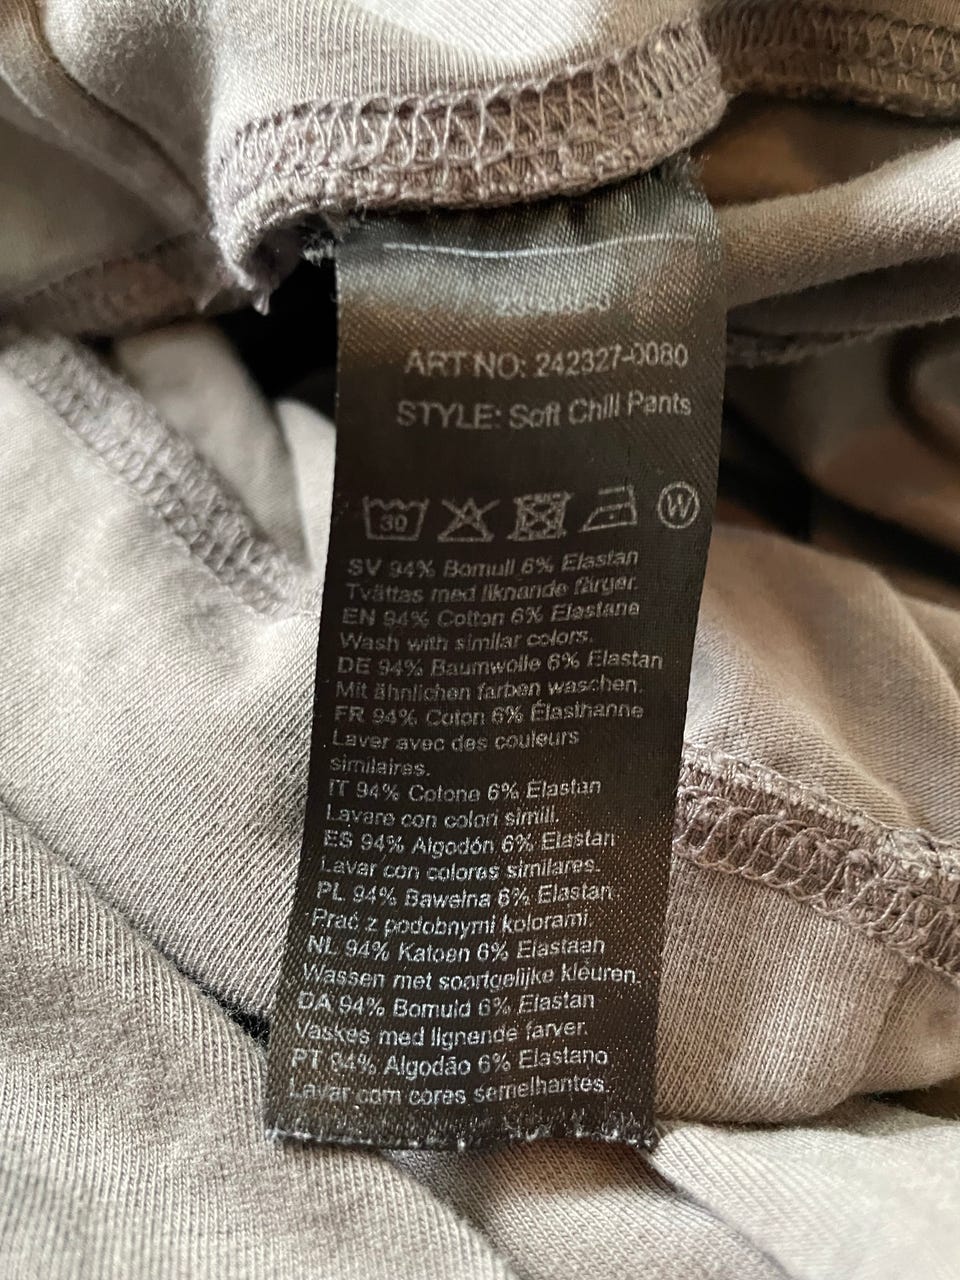 ART NO: 242327-0080
STYLE: Soft Chill Pants
30
W
SV 94% Bomull 6% Elastan
Tvättas med liknande färger.
EN 94% Cotton 6% Elastane
Wash with similar colors.
DE 94% Baumwolle 6% Elastan
Mit ähnlichen farben waschen.
FR 94% Coton 6% Élasthanne
Laver avec des couleurs
similaires.
IT 94% Cotone 6% Elastan
Lavare con colori simili.
ES 94% Algodón 6% Elastan
Lavar con colores similares.
PL 94% Bawełna 6% Elastan
Prać z podobnymi kolorami
NL 94% Katoen 6% Elastaan
Wassen met soortgelijke kleuren.
DA 94% Bomuld 6% Elastan
Vaskes med lignende farver.
PT 94% Algodão 6% Elastano
Lavar com cores semelhantes.